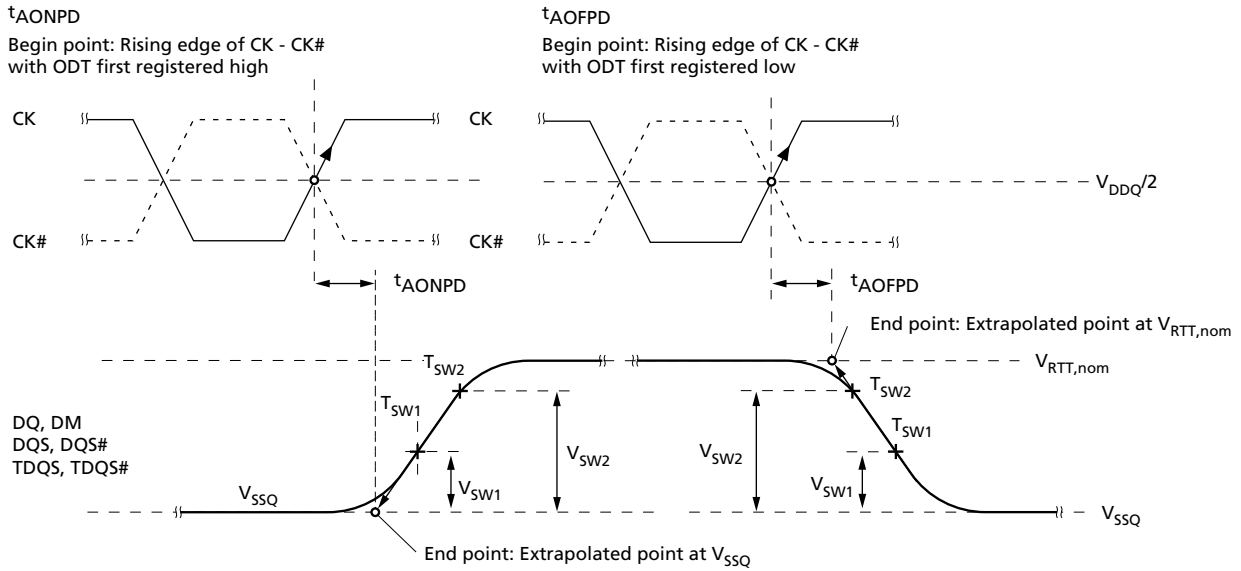 tAONPD
Begin point: Rising edge of CK - CK#
with ODT first registered high
tAOFPD
Begin point: Rising edge of CK - CK#
with ODT first registered low
CK
CK
VDDQ/2
CK#
CK#
tAONPD
tAOFPD
End point: Extrapolated point at VRTT,nom
TSW2
VRTT,nom
TSW2
TSW1
TSW1
DQ, DM
DQS, DQS#
TDQS, TDQS#
VSW2
VSW2
VSW1
VSW1
VSSQ
VSSQ
End point: Extrapolated point at VSSQ